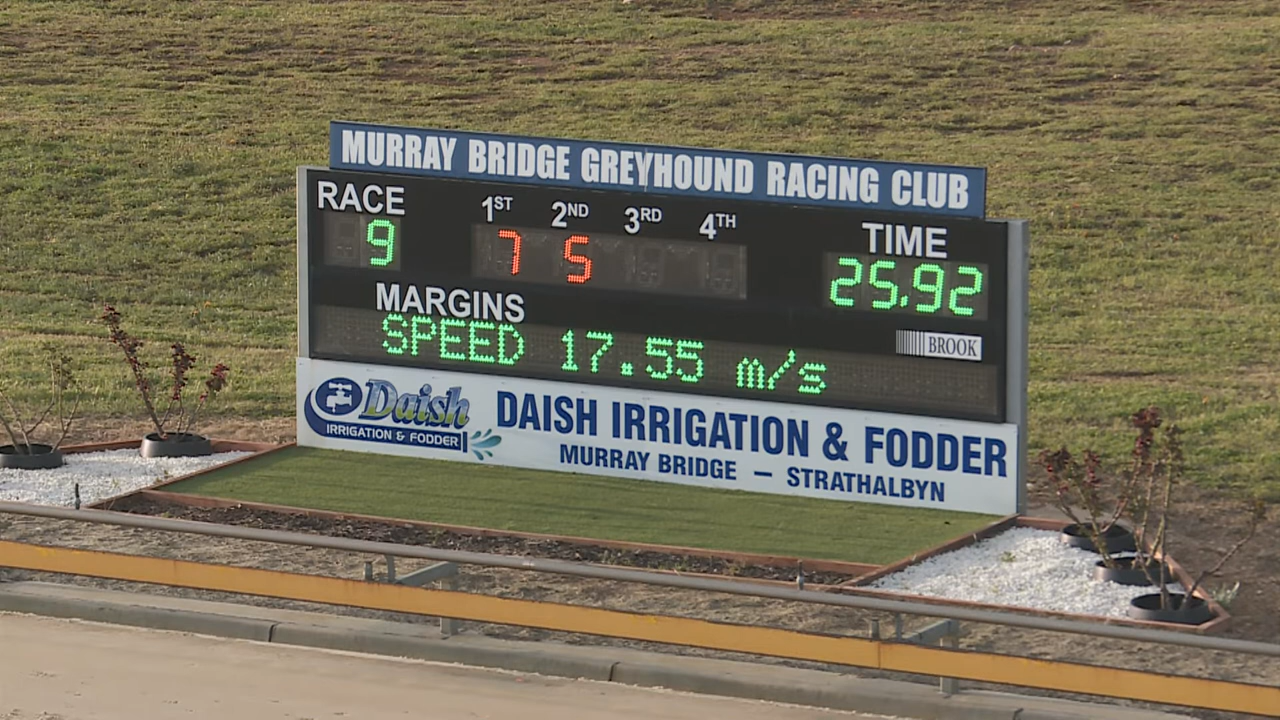 MURRAY BRIDGE GREYHOUND RACING CLUB
RACE 1ST 2ND 3RD 4TH TIME
9 7 5 25.92
MARGINS
BROOK
SPEED 17.55 m/s
Daish
IRRIGATION & FODDER
DAISH IRRIGATION & FODDER
MURRAY BRIDGE – STRATHALBYN